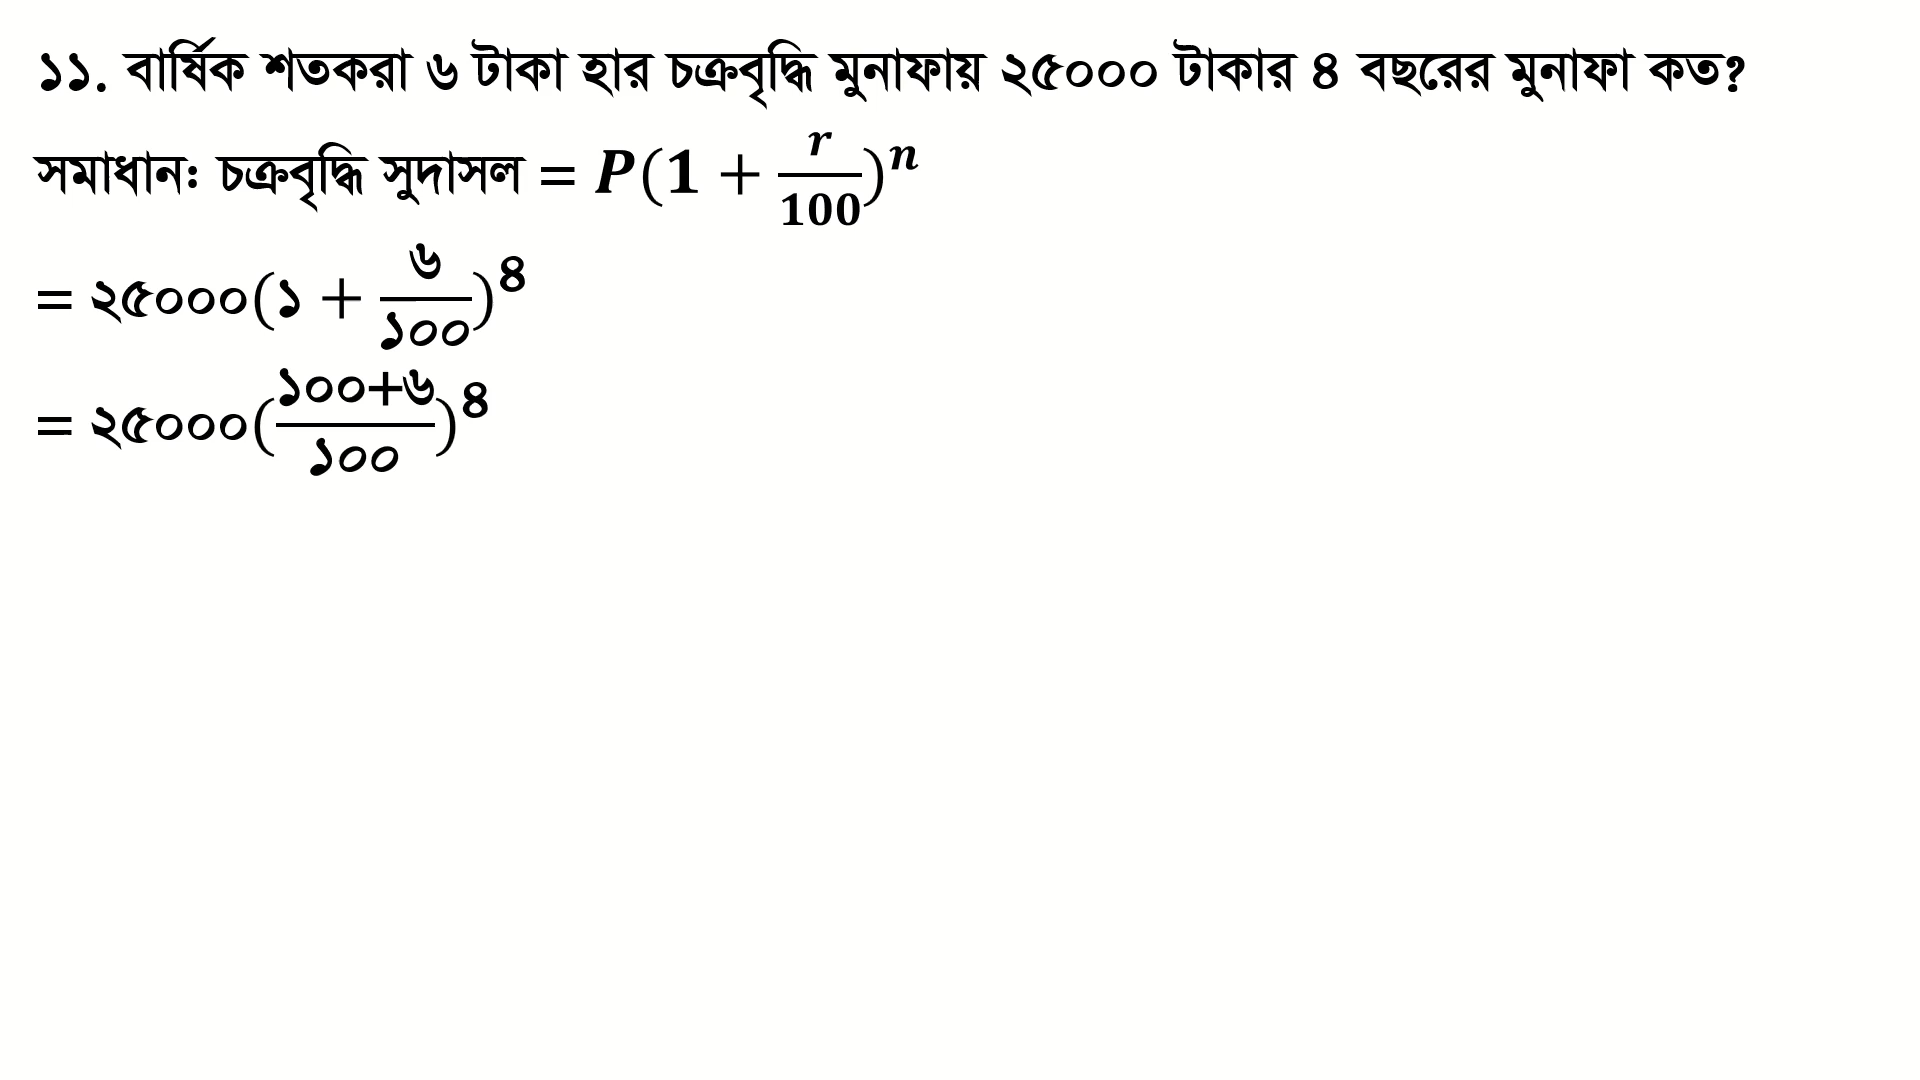 ১১. বার্ষিক শতকরা ৬ টাকা হার চক্রবৃদ্ধি মুনাফায় ২৫০০০ টাকার ৪ বছরের মুনাফা কত?
সমাধানঃ চক্রবৃদ্ধি সুদাসল = P(1 + r/100)^n
= ২৫০০০(১ + ৬/১০০)^৪
= ২৫০০০(১০০+৬/১০০)^৪